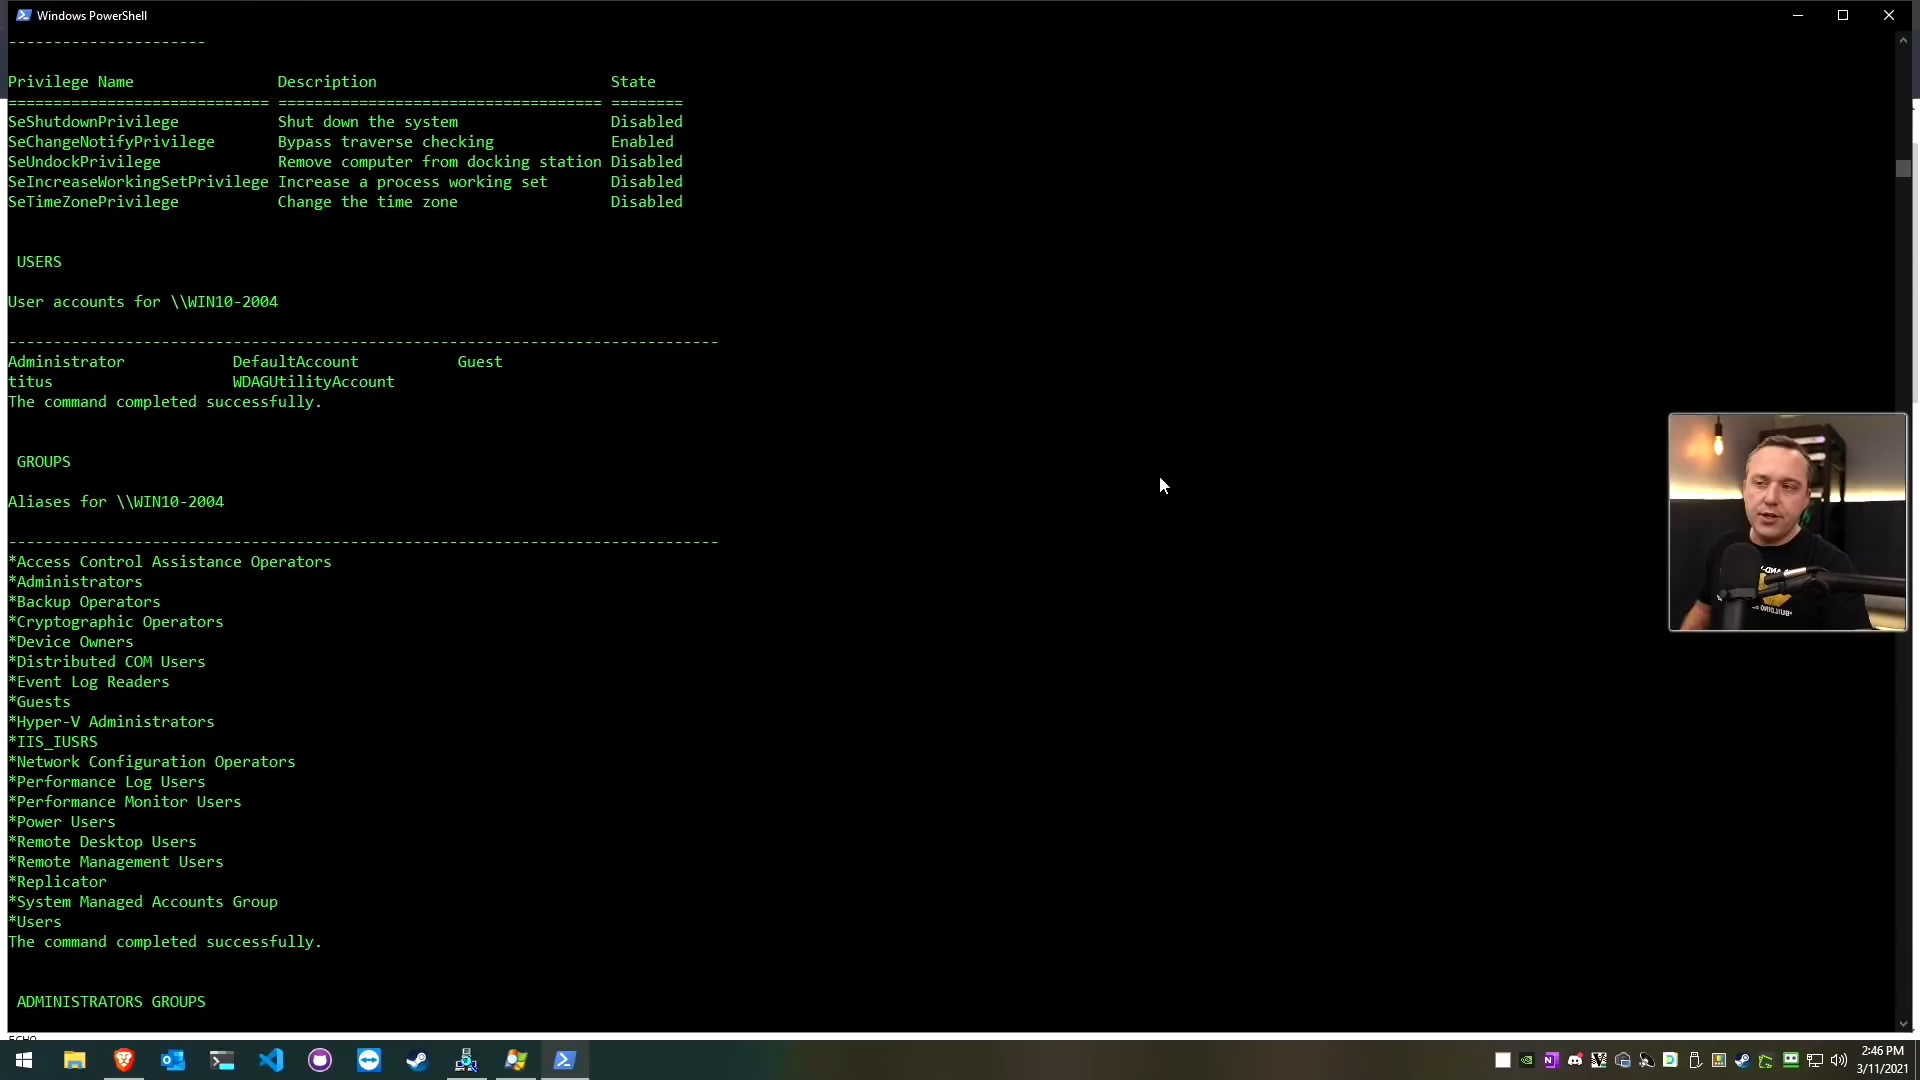 Windows PowerShell
----------------------
Privilege Name Description State
============================= ==================================== ========
SeShutdownPrivilege Shut down the system Disabled
SeChangeNotifyPrivilege Bypass traverse checking Enabled
SeUndockPrivilege Remove computer from docking station Disabled
SeIncreaseWorkingSetPrivilege Increase a process working set Disabled
SeTimeZonePrivilege Change the time zone Disabled
USERS
User accounts for \\WIN10-2004
-------------------------------------------------------------------------------
Administrator DefaultAccount Guest
titus WDAGUtilityAccount
The command completed successfully.
GROUPS
Aliases for \\WIN10-2004
-------------------------------------------------------------------------------
*Access Control Assistance Operators
*Administrators
*Backup Operators
*Cryptographic Operators
*Device Owners
*Distributed COM Users
*Event Log Readers
*Guests
*Hyper-V Administrators
*IIS_IUSRS
*Network Configuration Operators
*Performance Log Users
*Performance Monitor Users
*Power Users
*Remote Desktop Users
*Remote Management Users
*Replicator
*System Managed Accounts Group
*Users
The command completed successfully.
ADMINISTRATORS GROUPS
2:46 PM
3/11/2021